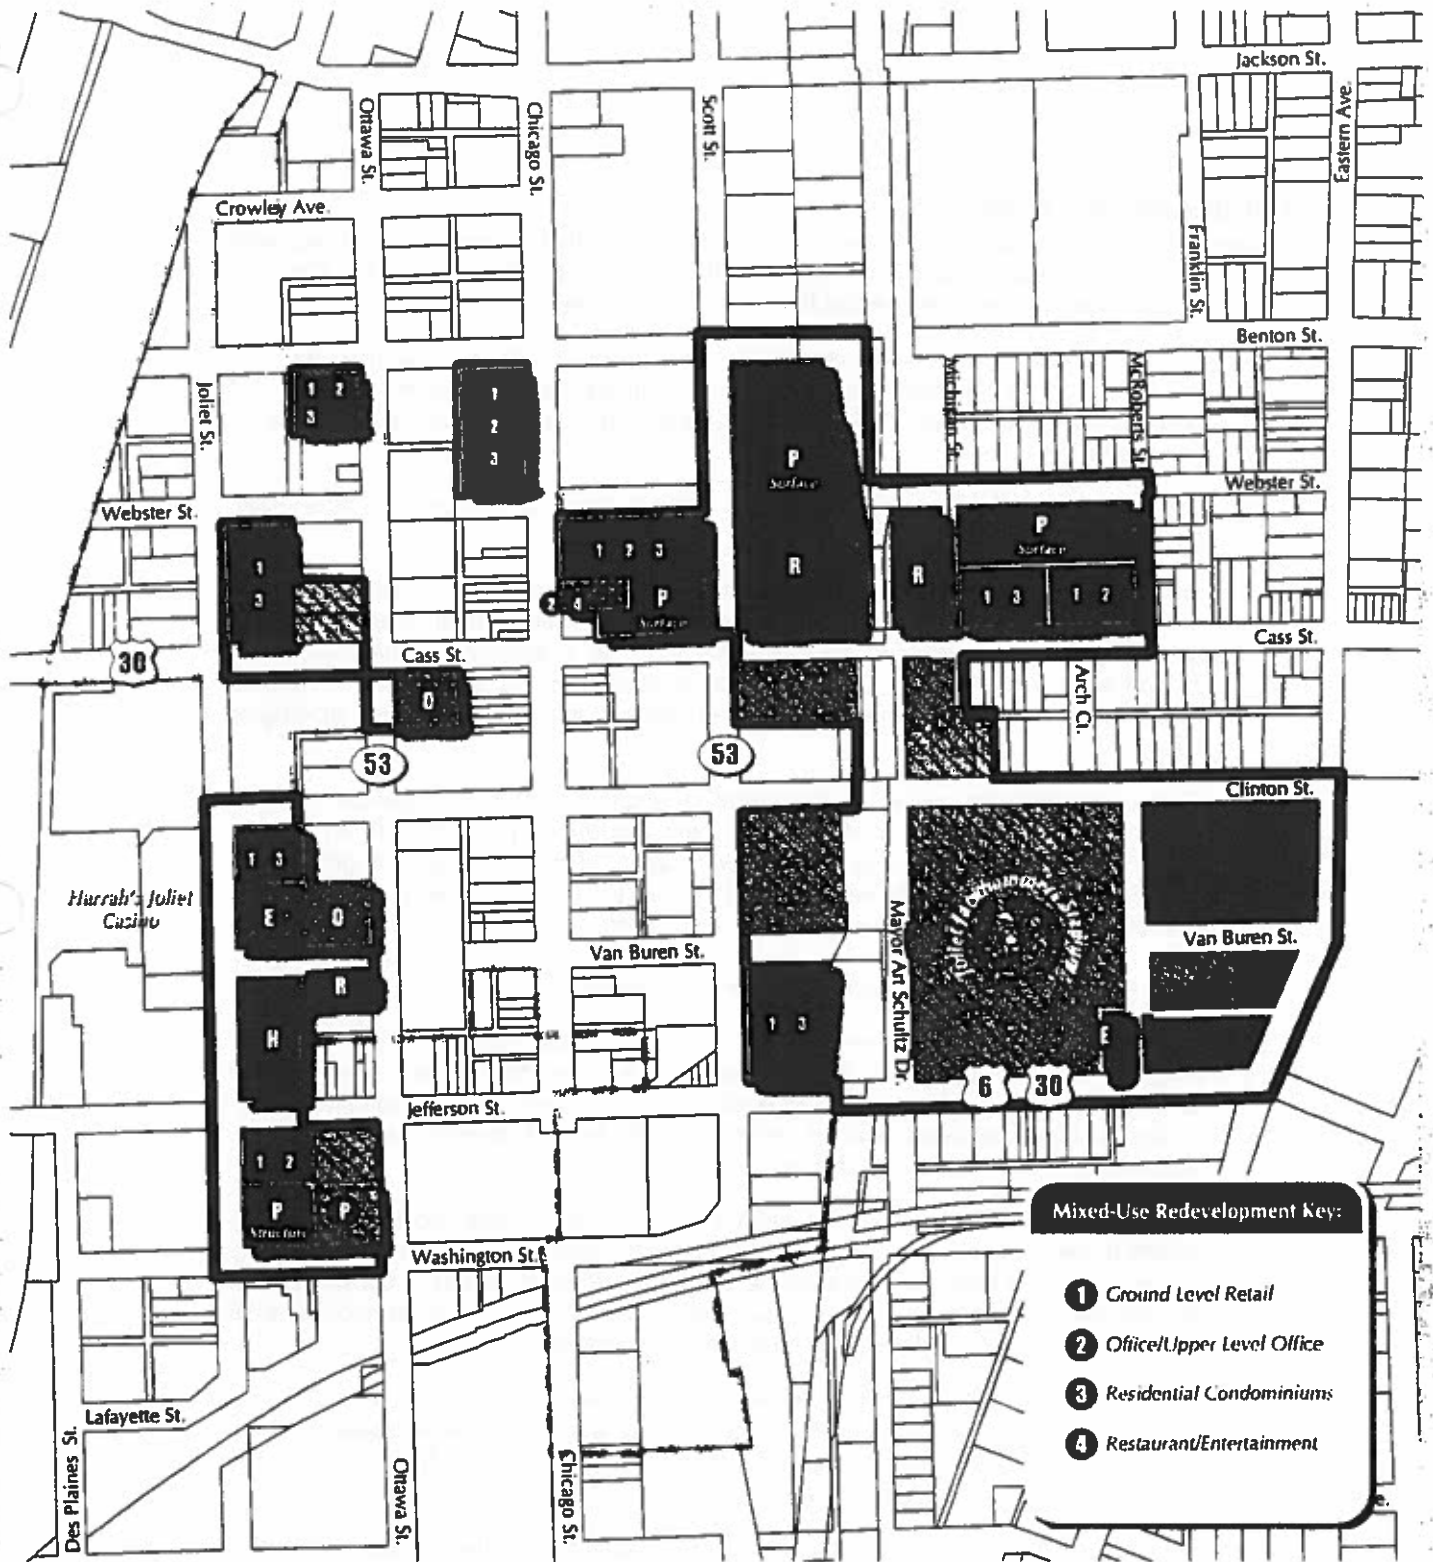 Jackson St.
Ottawa St.
Chicago St.
Scott St.
Eastern Ave.
Crowley Ave.
Franklin St.
Benton St.
Joliet St.
1 2
3
1
2
3
Michigan St.
McRoberts St.
P
Surface
Webster St.
Webster St.
1 2 3
P
Surface
1
3
R
R
1 3
1 2
2 4
P
Surface
Cass St.
Cass St.
30
O
Arch Ct.
53
53
Clinton St.
1 3
Harrah's Joliet
Casino
E
O
Mayor Art Schultz Dr.
Van Buren St.
Van Buren St.
R
H
1 3
E
6
30
Jefferson St.
1 2
P
Structure
P
Washington St.
Mixed-Use Redevelopment Key:
1 Ground Level Retail
2 Office/Upper Level Office
3 Residential Condominiums
4 Restaurant/Entertainment
Lafayette St.
Des Plaines St.
Ottawa St.
Chicago St.
e.